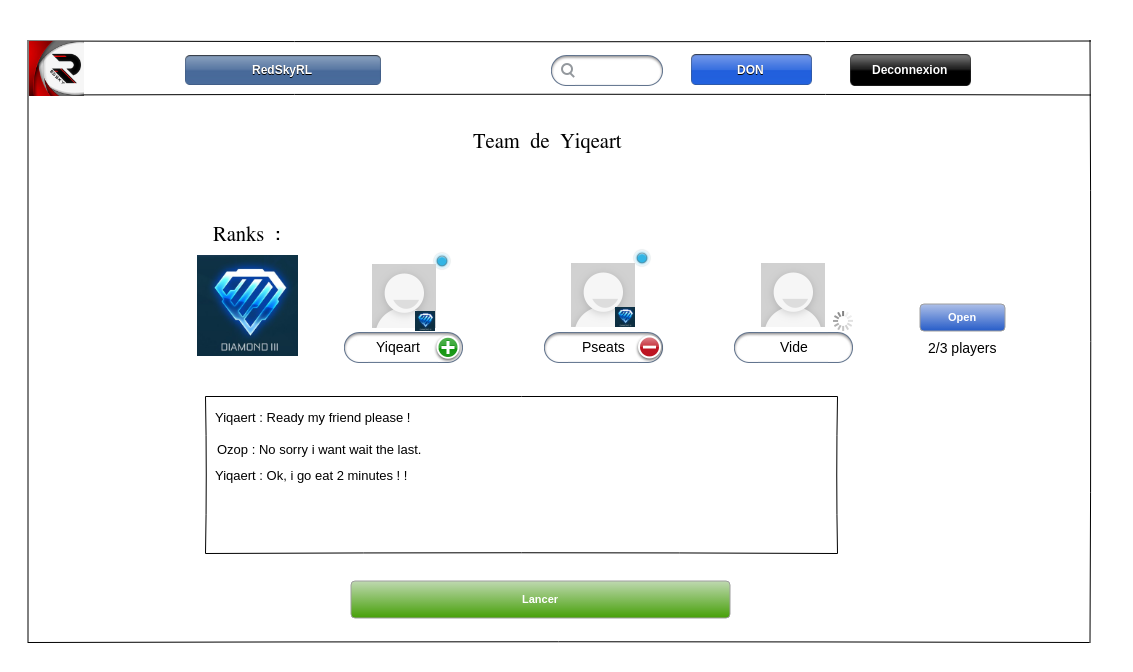 RedSkyRL
DON
Deconnexion
Team de Yiqeart
Ranks :
DIAMOND III
Yiqeart
Pseats
Vide
Open
2/3 players
Yiqaert : Ready my friend please !
Ozop : No sorry i want wait the last.
Yiqaert : Ok, i go eat 2 minutes ! !
Lancer